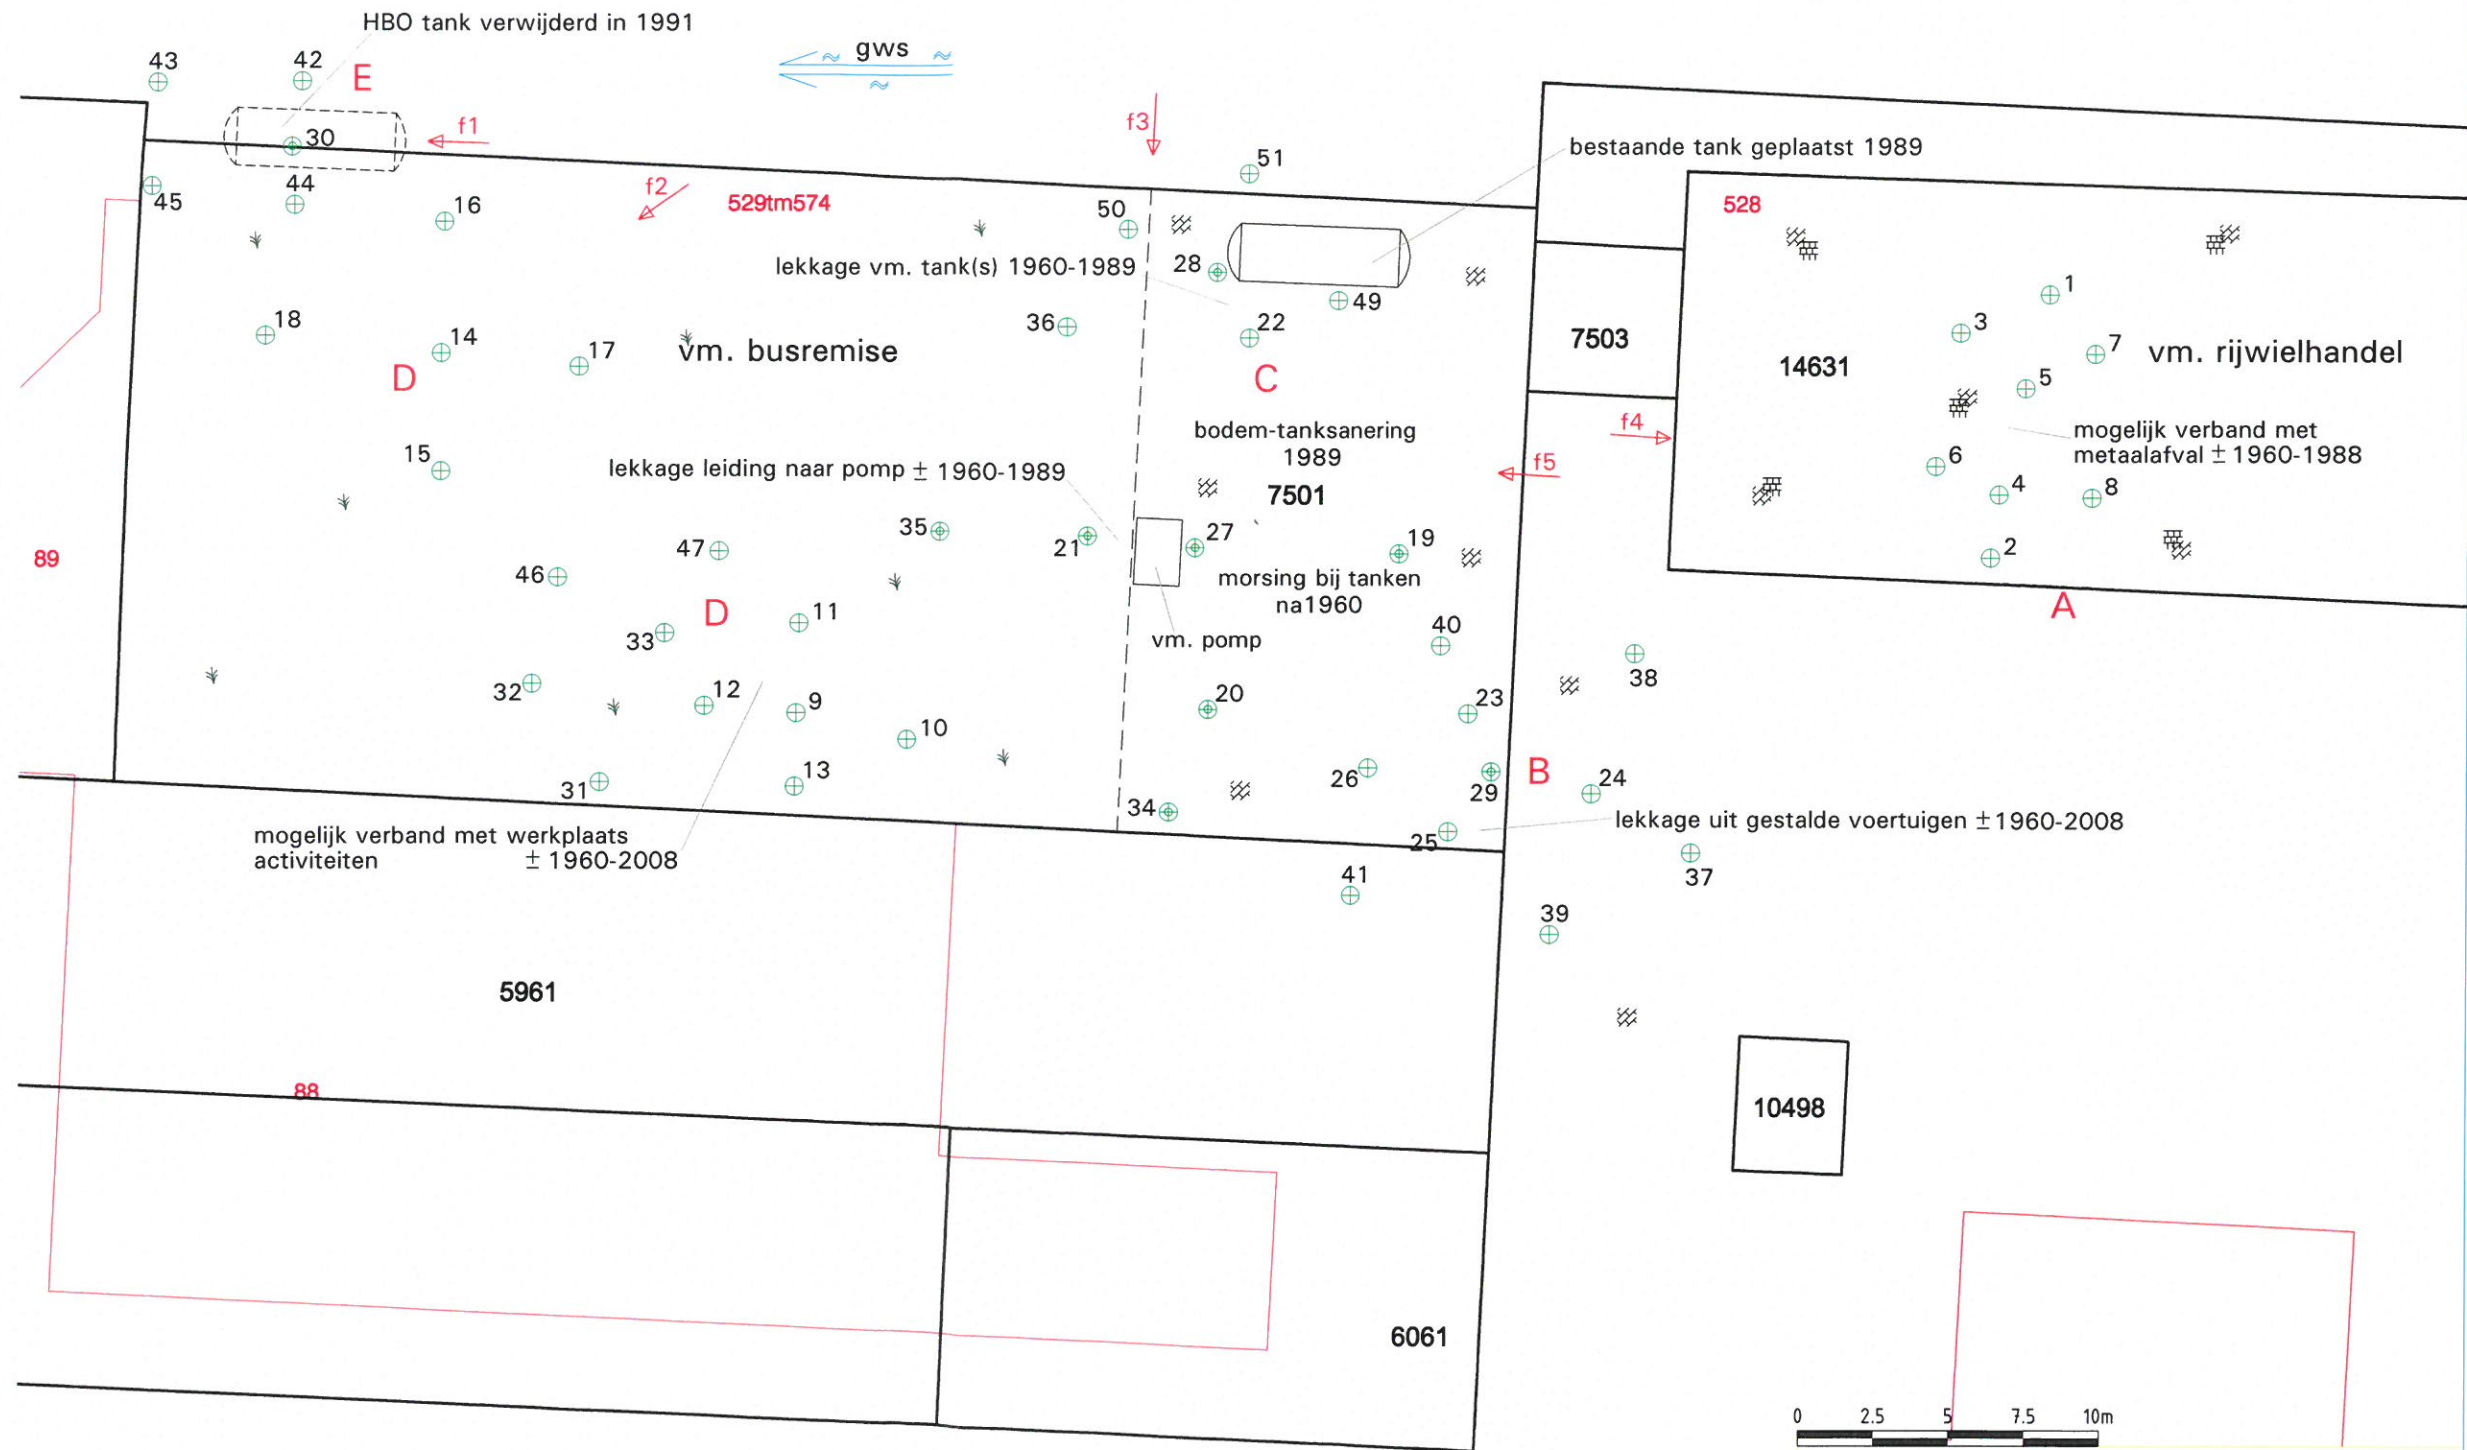 HBO tank verwijderd in 1991
gws
43
42
E
f1
f3
30
51
bestaande tank geplaatst 1989
45
44
16
f2
529tm574
50
528
lekkage vm. tank(s) 1960-1989
28
49
1
18
14
17
vm. busremise
36
22
7503
3
7
vm. rijwielhandel
14631
D
C
5
f4
bodem-tanksanering
1989
mogelijk verband met
metaalafval ± 1960-1988
15
lekkage leiding naar pomp ± 1960-1989
f5
6
7501
4
8
89
35
21
27
19
2
47
46
morsing bij tanken
na1960
A
D
11
33
vm. pomp
40
38
32
12
9
20
23
10
31
13
26
29
B
24
34
25
lekkage uit gestalde voertuigen ± 1960-2008
mogelijk verband met werkplaats
activiteiten ± 1960-2008
41
37
39
5961
88
10498
6061
0 2.5 5 7.5 10m